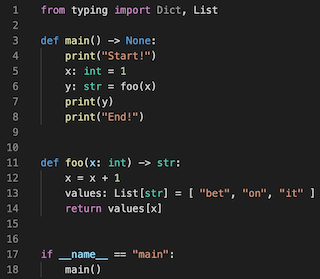 1 from typing import Dict, List
2
3 def main() -> None:
4     print("Start!")
5     x: int = 1
6     y: str = foo(x)
7     print(y)
8     print("End!")
9
10
11 def foo(x: int) -> str:
12     x = x + 1
13     values: List[str] = [ "bet", "on", "it" ]
14     return values[x]
15
16
17 if __name__ == "main":
18     main()